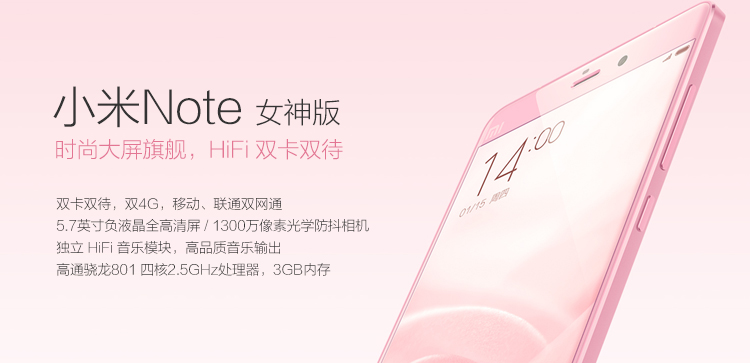 小米Note 女神版
时尚大屏旗舰，HiFi 双卡双待
双卡双待，双4G，移动、联通双网通
5.7英寸负液晶全高清屏 / 1300万像素光学防抖相机
独立 HiFi 音乐模块，高品质音乐输出
高通骁龙801 四核2.5GHz处理器，3GB内存
MI
14:00
01/15 周四